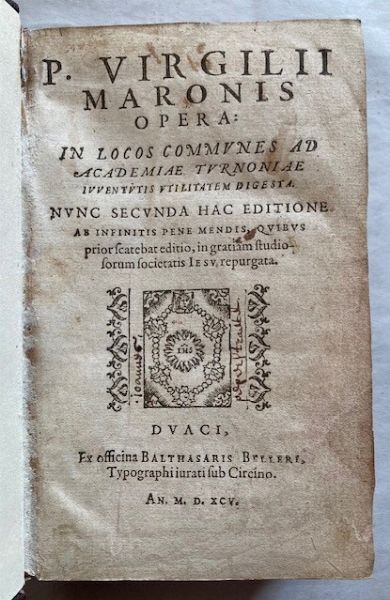 P. VIRGILII
MARONIS
OPERA:
IN LOCOS COMMVNES AD
ACADEMIAE TVRNONIAE
IVVENTVTIS VTILITATEM DIGESTA.
NVNC SECVNDA HAC EDITIONE
AB INFINITIS PENE MENDIS, QVIBVS
prior scatebat editio, in gratiam studio-
sorum societatis IESV, repurgata.
IHS
DVACI,
Ex officina BALTHASARIS BELLERI,
Typographi iurati sub Circino.
AN. M. D. XCV.